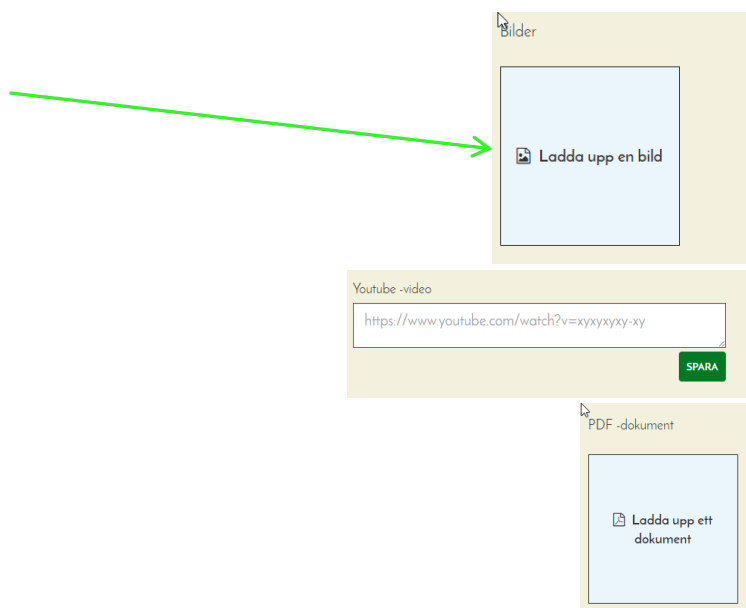 Bilder
Ladda upp en bild
Youtube -video
https://www.youtube.com/watch?v=xyxyxyxy-xy
SPARA
PDF -dokument
Ladda upp ett
dokument